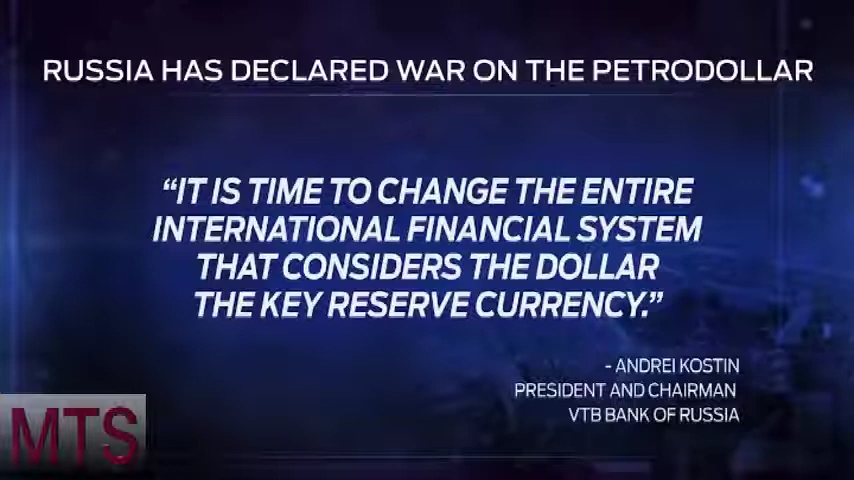 RUSSIA HAS DECLARED WAR ON THE PETRODOLLAR
“IT IS TIME TO CHANGE THE ENTIRE
INTERNATIONAL FINANCIAL SYSTEM
THAT CONSIDERS THE DOLLAR
THE KEY RESERVE CURRENCY.”
- ANDREI KOSTIN
PRESIDENT AND CHAIRMAN
VTB BANK OF RUSSIA
MTS